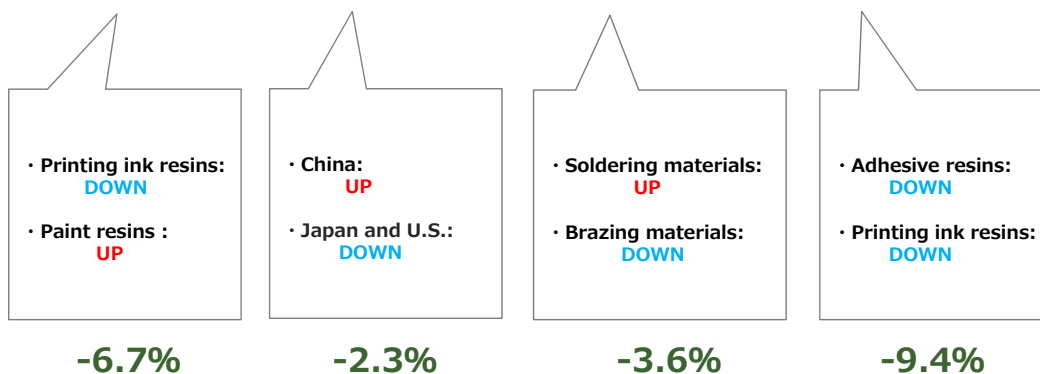 ・Printing ink resins:
DOWN
・Paint resins :
UP
・China:
UP
・Japan and U.S.:
DOWN
・Soldering materials:
UP
・Brazing materials:
DOWN
・Adhesive resins:
DOWN
・Printing ink resins:
DOWN
-6.7%
-2.3%
-3.6%
-9.4%